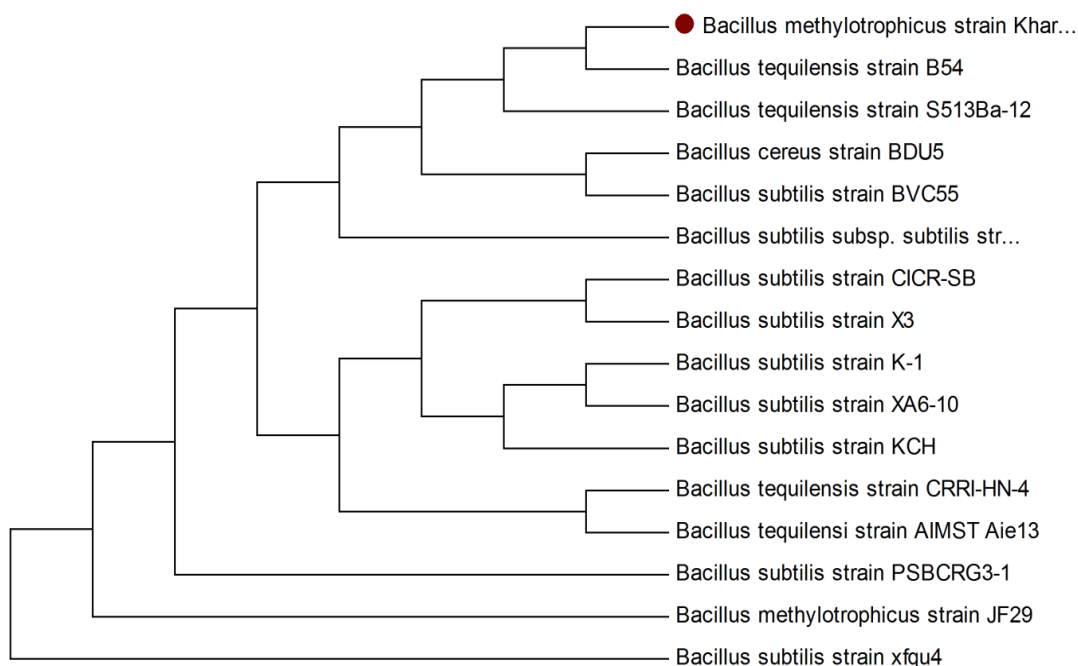 Bacillus methylotrophicus strain Khar...
Bacillus tequilensis strain B54
Bacillus tequilensis strain S513Ba-12
Bacillus cereus strain BDU5
Bacillus subtilis strain BVC55
Bacillus subtilis subsp. subtilis str...
Bacillus subtilis strain CICR-SB
Bacillus subtilis strain X3
Bacillus subtilis strain K-1
Bacillus subtilis strain XA6-10
Bacillus subtilis strain KCH
Bacillus tequilensis strain CRRI-HN-4
Bacillus tequilensi strain AIMST Aie13
Bacillus subtilis strain PSBCRG3-1
Bacillus methylotrophicus strain JF29
Bacillus subtilis strain xfqu4